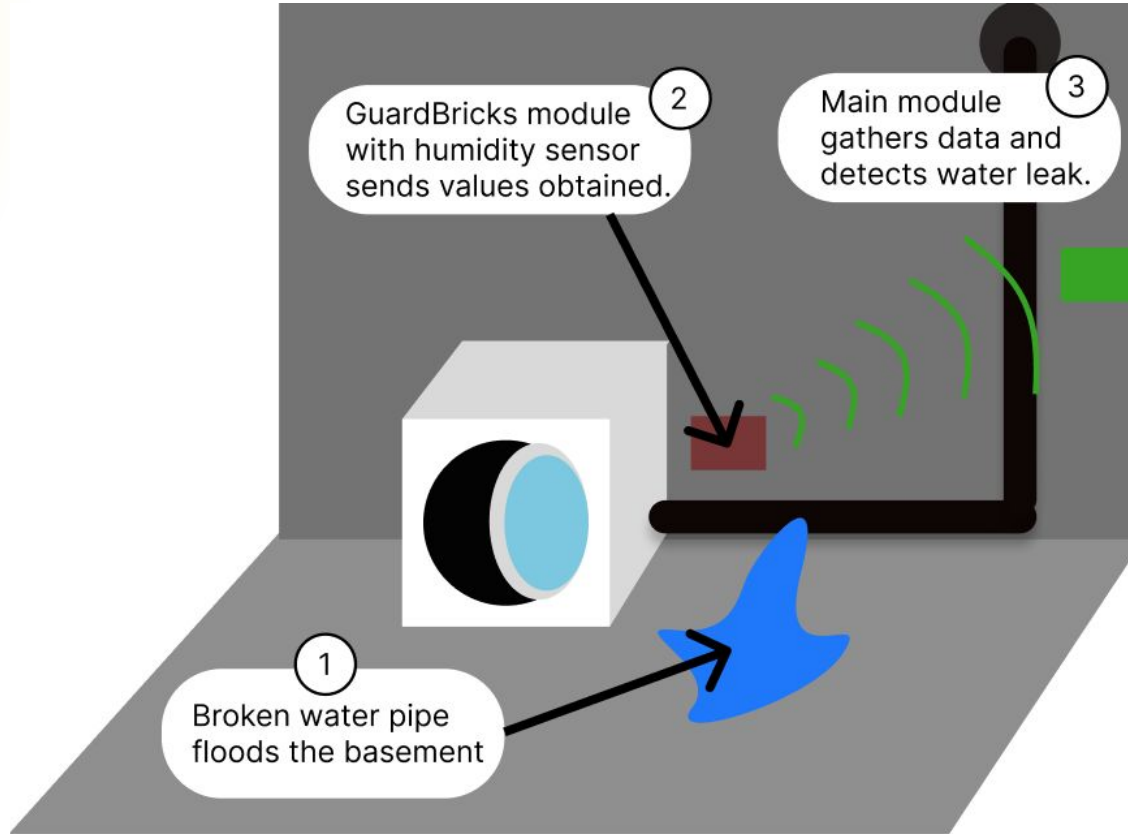 1
Broken water pipe
floods the basement
2
GuardBricks module
with humidity sensor
sends values obtained.
3
Main module
gathers data and
detects water leak.